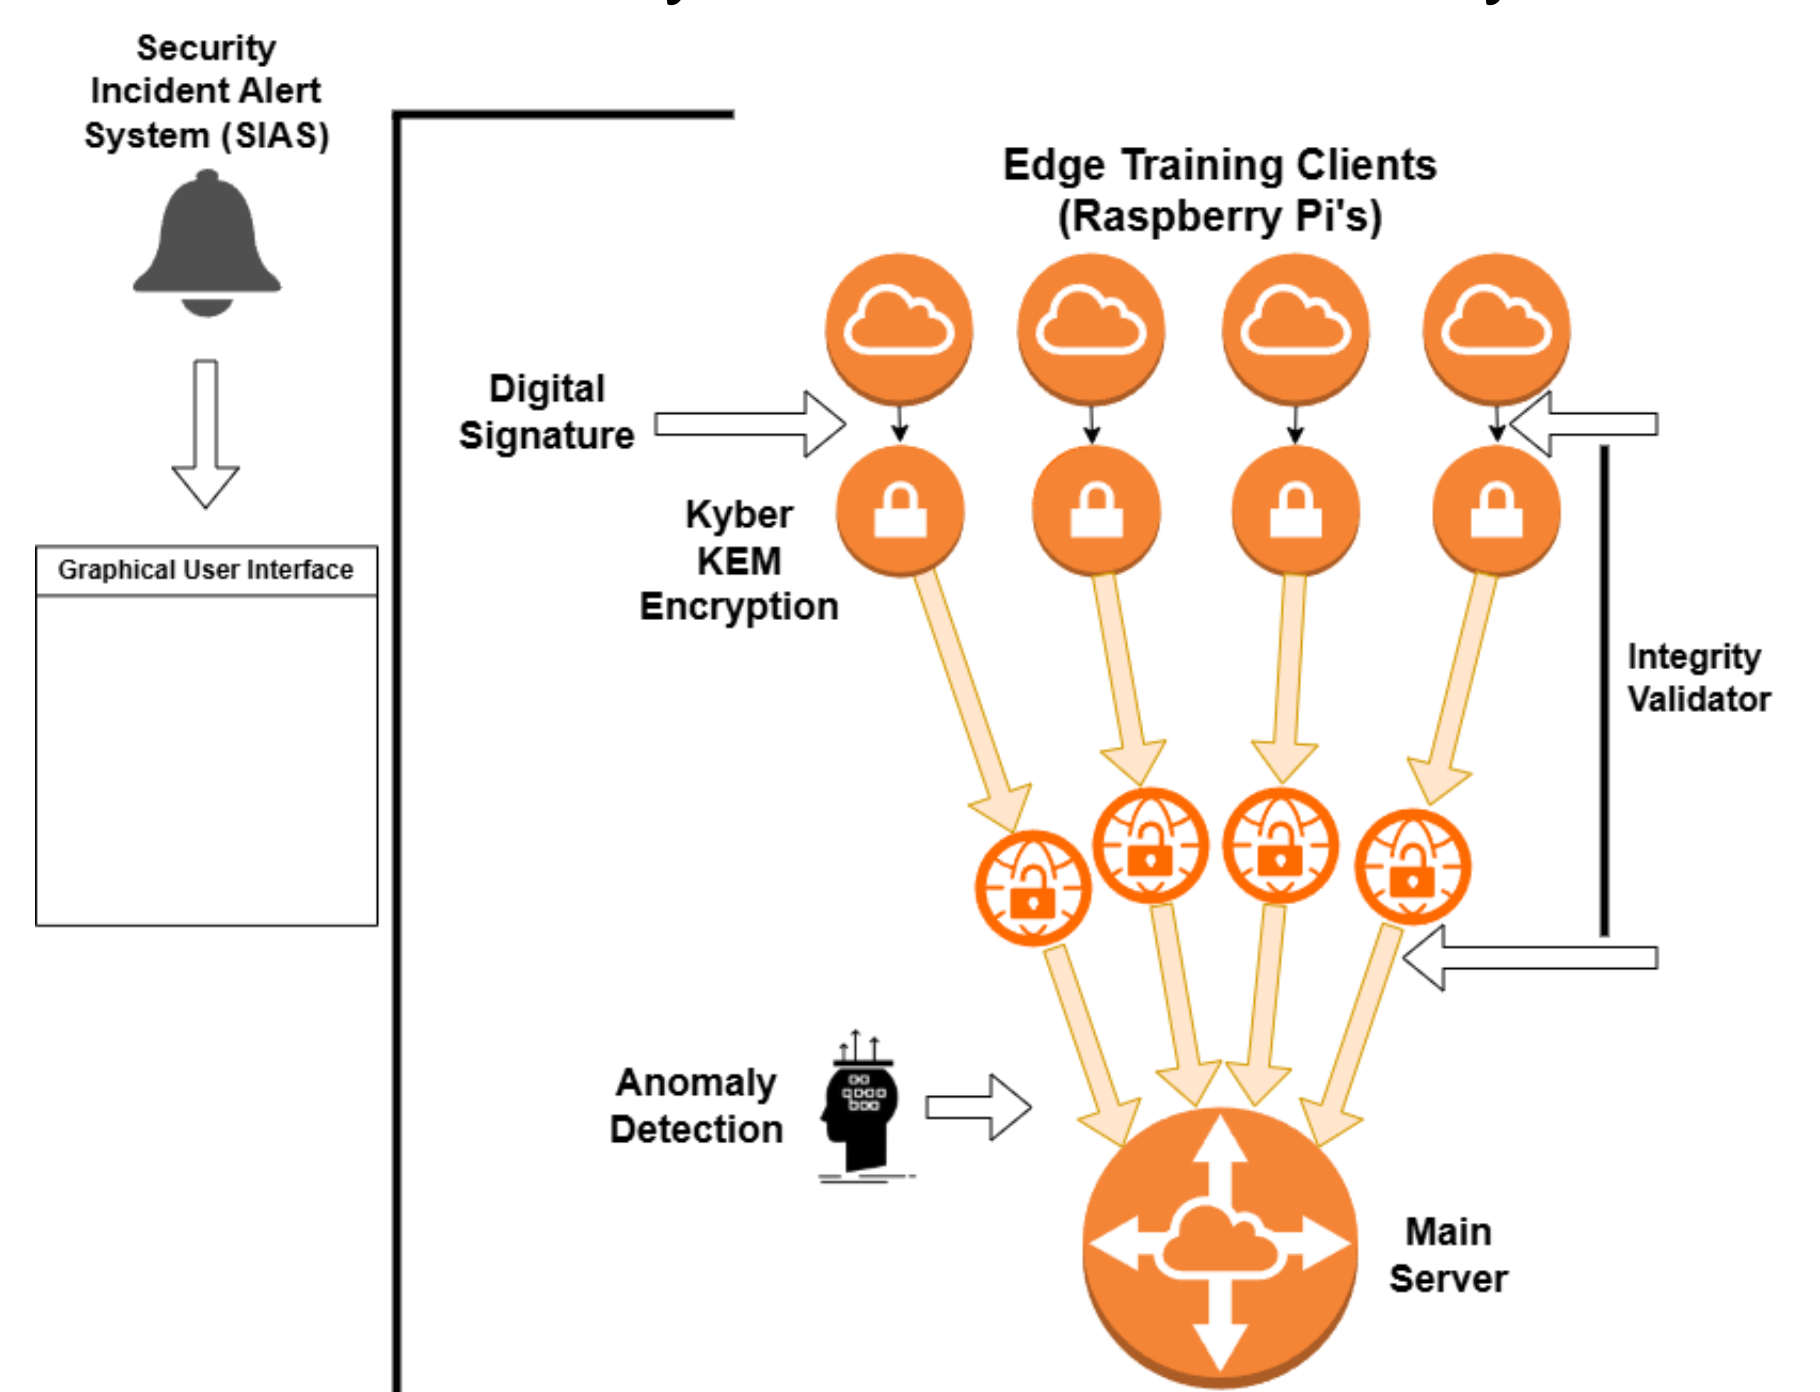 Security
Incident Alert
System (SIAS)
Graphical User Interface
Edge Training Clients
(Raspberry Pi's)
Digital
Signature
Kyber
KEM
Encryption
Integrity
Validator
Anomaly
Detection
Main
Server